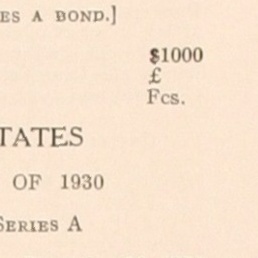 ES A BOND.]
$1000
£
Fcs.
TATES
OF 1930
SERIES A